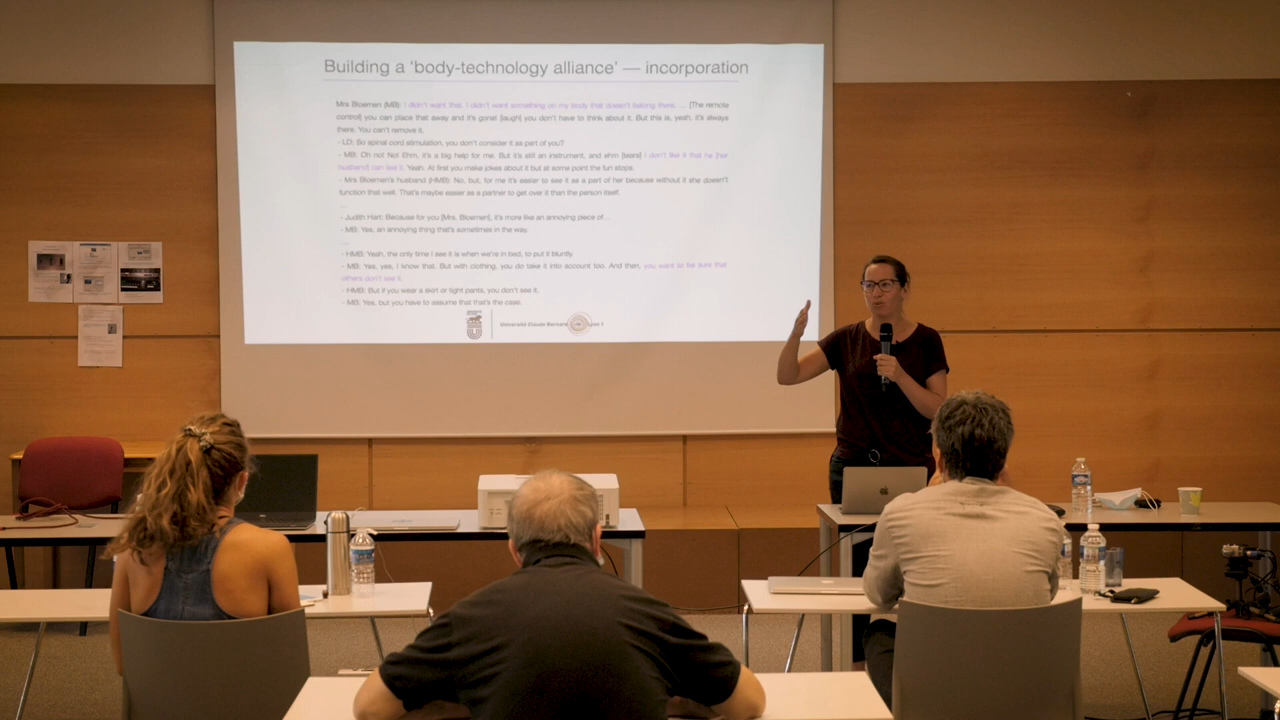 Building a 'body-technology alliance' — incorporation
Mrs Bloemen (MB): I didn't want that. I didn't want something on my body that doesn't belong there. … [The remote
control] you can place that away and it's gone! [laugh] you don't have to think about it. But this is, yeah, it's always
there. You can't remove it.
- LD: So spinal cord stimulation, you don't consider it as part of you?
- MB: Oh no! No! Ehm, it's a big help for me. But it's still an instrument, and ehm [tears] I don't like it that he [her
husband] can feel it. Yeah. At first you make jokes about it but at some point the fun stops.
- Mrs Bloemen's husband (HMB): No, but, for me it's easier to see it as a part of her because without it she doesn't
function that well. That's maybe easier as a partner to get over it than the person itself.
...
- Judith Hart: Because for you [Mrs. Bloemen], it's more like an annoying piece of…
- MB: Yes, an annoying thing that's sometimes in the way.
...
- HMB: Yeah, the only time I see it is when we're in bed, to put it bluntly.
- MB: Yes, yes, I know that. But with clothing, you do take it into account too. And then, you want to be sure that
others don't see it.
- HMB: But if you wear a skirt or tight pants, you don't see it.
- MB: Yes, but you have to assume that that's the case.
Université Claude Bernard Lyon 1